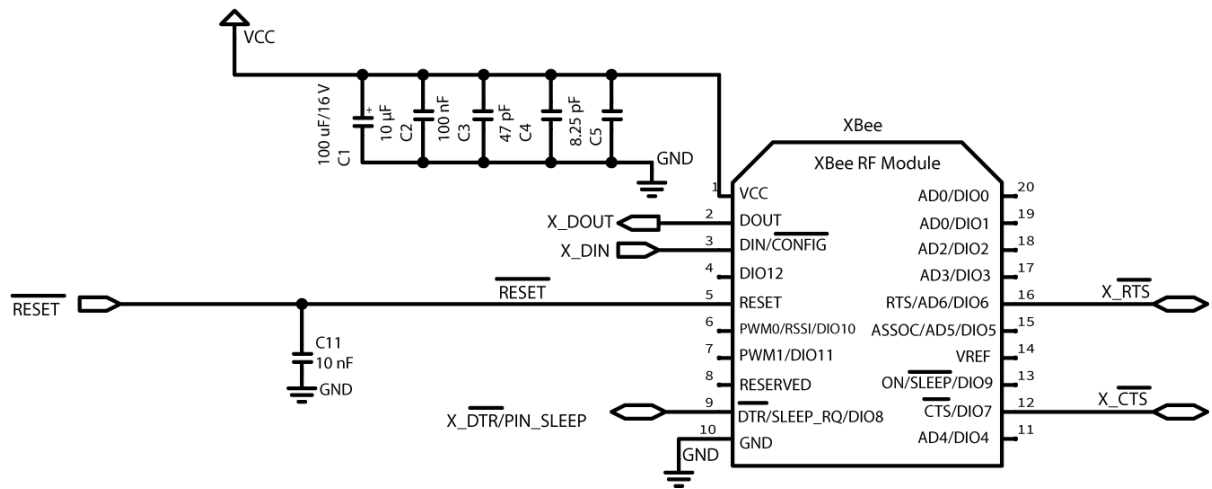 VCC
100 uF/16 V
C1
10 µF
C2
100 nF
C3
47 pF
C4
8.25 pF
C5
+
GND
XBee
XBee RF Module
1
VCC
X_DOUT
2
DOUT
X_DIN
3
DIN/CONFIG
4
DIO12
RESET
RESET
5
RESET
C11
10 nF
GND
6
PWM0/RSSI/DIO10
7
PWM1/DIO11
8
RESERVED
X_DTR/PIN_SLEEP
9
DTR/SLEEP_RQ/DIO8
10
GND
GND
AD0/DIO0
20
AD0/DIO1
19
AD2/DIO2
18
AD3/DIO3
17
RTS/AD6/DIO6
16
X_RTS
ASSOC/AD5/DIO5
15
VREF
14
ON/SLEEP/DIO9
13
CTS/DIO7
12
X_CTS
AD4/DIO4
11